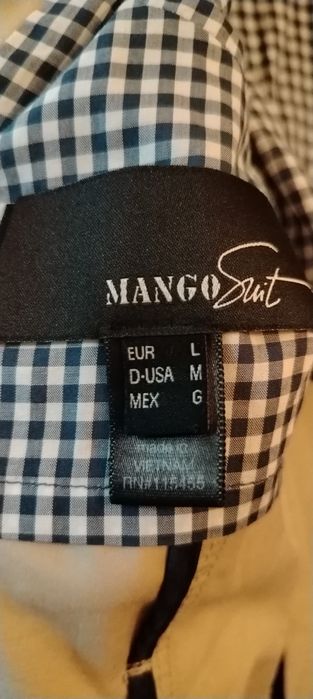 MANGO Suit
EUR L
D-USA M
MEX G
made in
VIETNAM
RN#115455